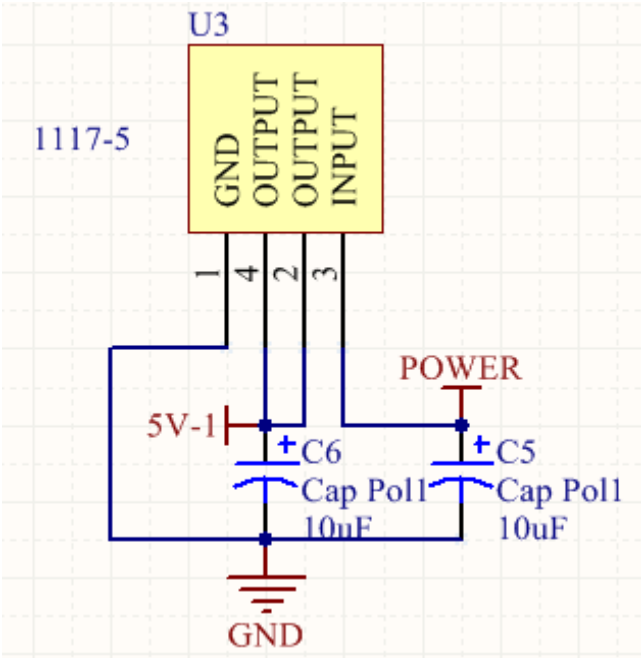 U3
1117-5
GND
OUTPUT
OUTPUT
INPUT
1
4
2
3
POWER
5V-1
+
C6
Cap Pol1
10uF
+
C5
Cap Pol1
10uF
GND